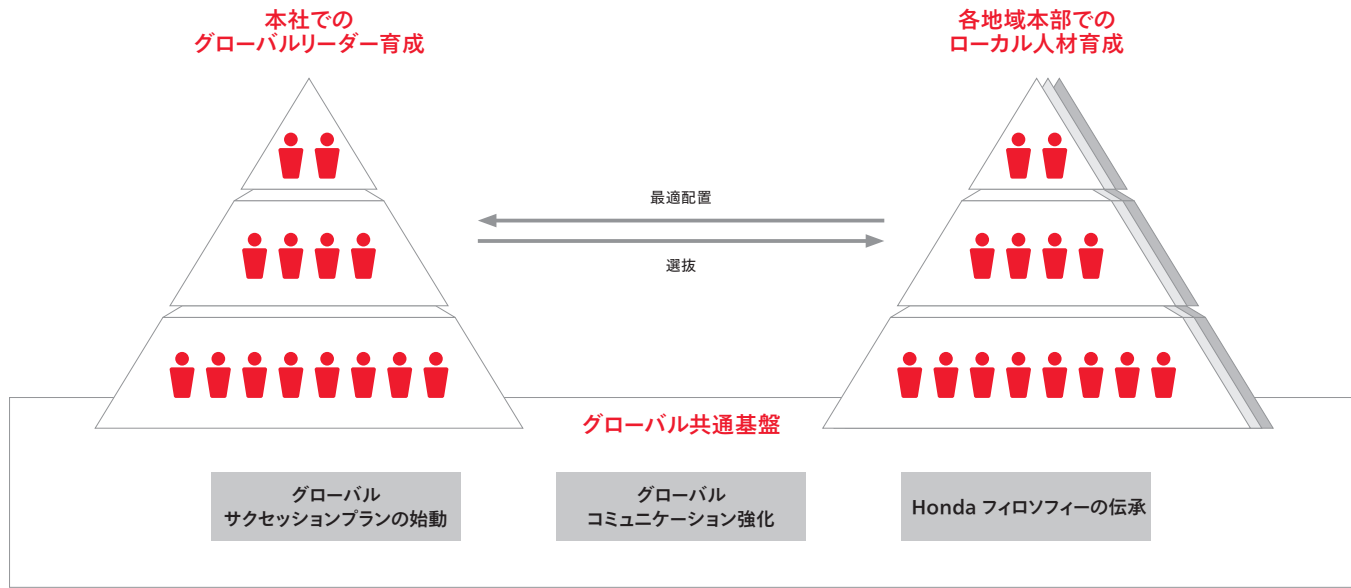 本社での
グローバルリーダー育成
各地域本部での
ローカル人材育成
最適配置
選抜
グローバル共通基盤
グローバル
サクセッションプランの始動
グローバル
コミュニケーション強化
Honda フィロソフィーの伝承